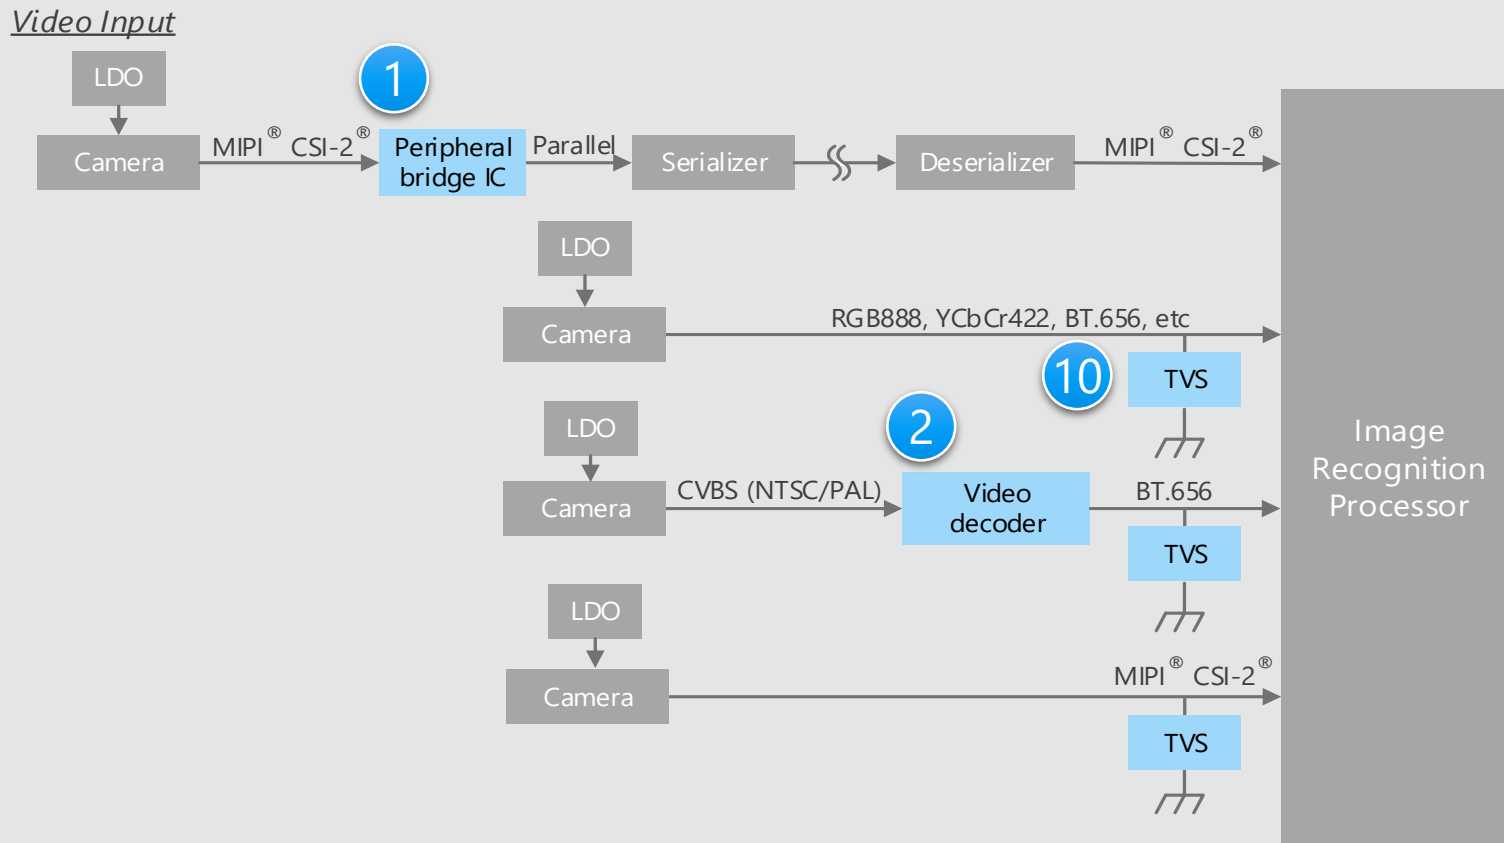 Video Input
LDO
1
Camera
MIPI® CSI-2®
Peripheral
bridge IC
Parallel
Serializer
Deserializer
MIPI® CSI-2®
LDO
Camera
RGB888, YCbCr422, BT.656, etc
10
TVS
LDO
2
Camera
CVBS (NTSC/PAL)
Video
decoder
BT.656
TVS
Image
Recognition
Processor
LDO
Camera
MIPI® CSI-2®
TVS